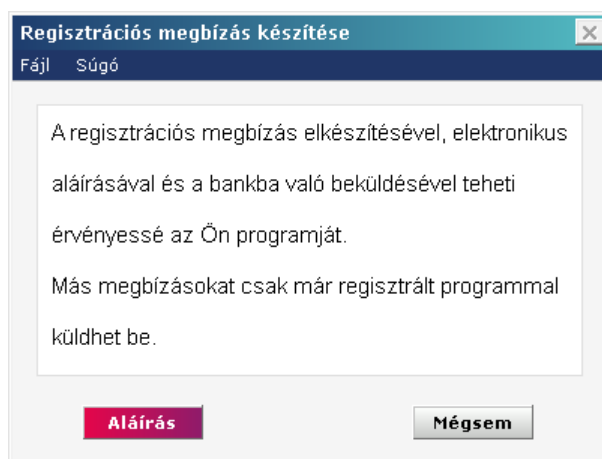 Regisztrációs megbízás készítése
Fájl Súgó
A regisztrációs megbízás elkészítésével, elektronikus
aláírásával és a bankba való beküldésével teheti
érvényessé az Ön programját.
Más megbízásokat csak már regisztrált programmal
küldhet be.
Aláírás Mégsem